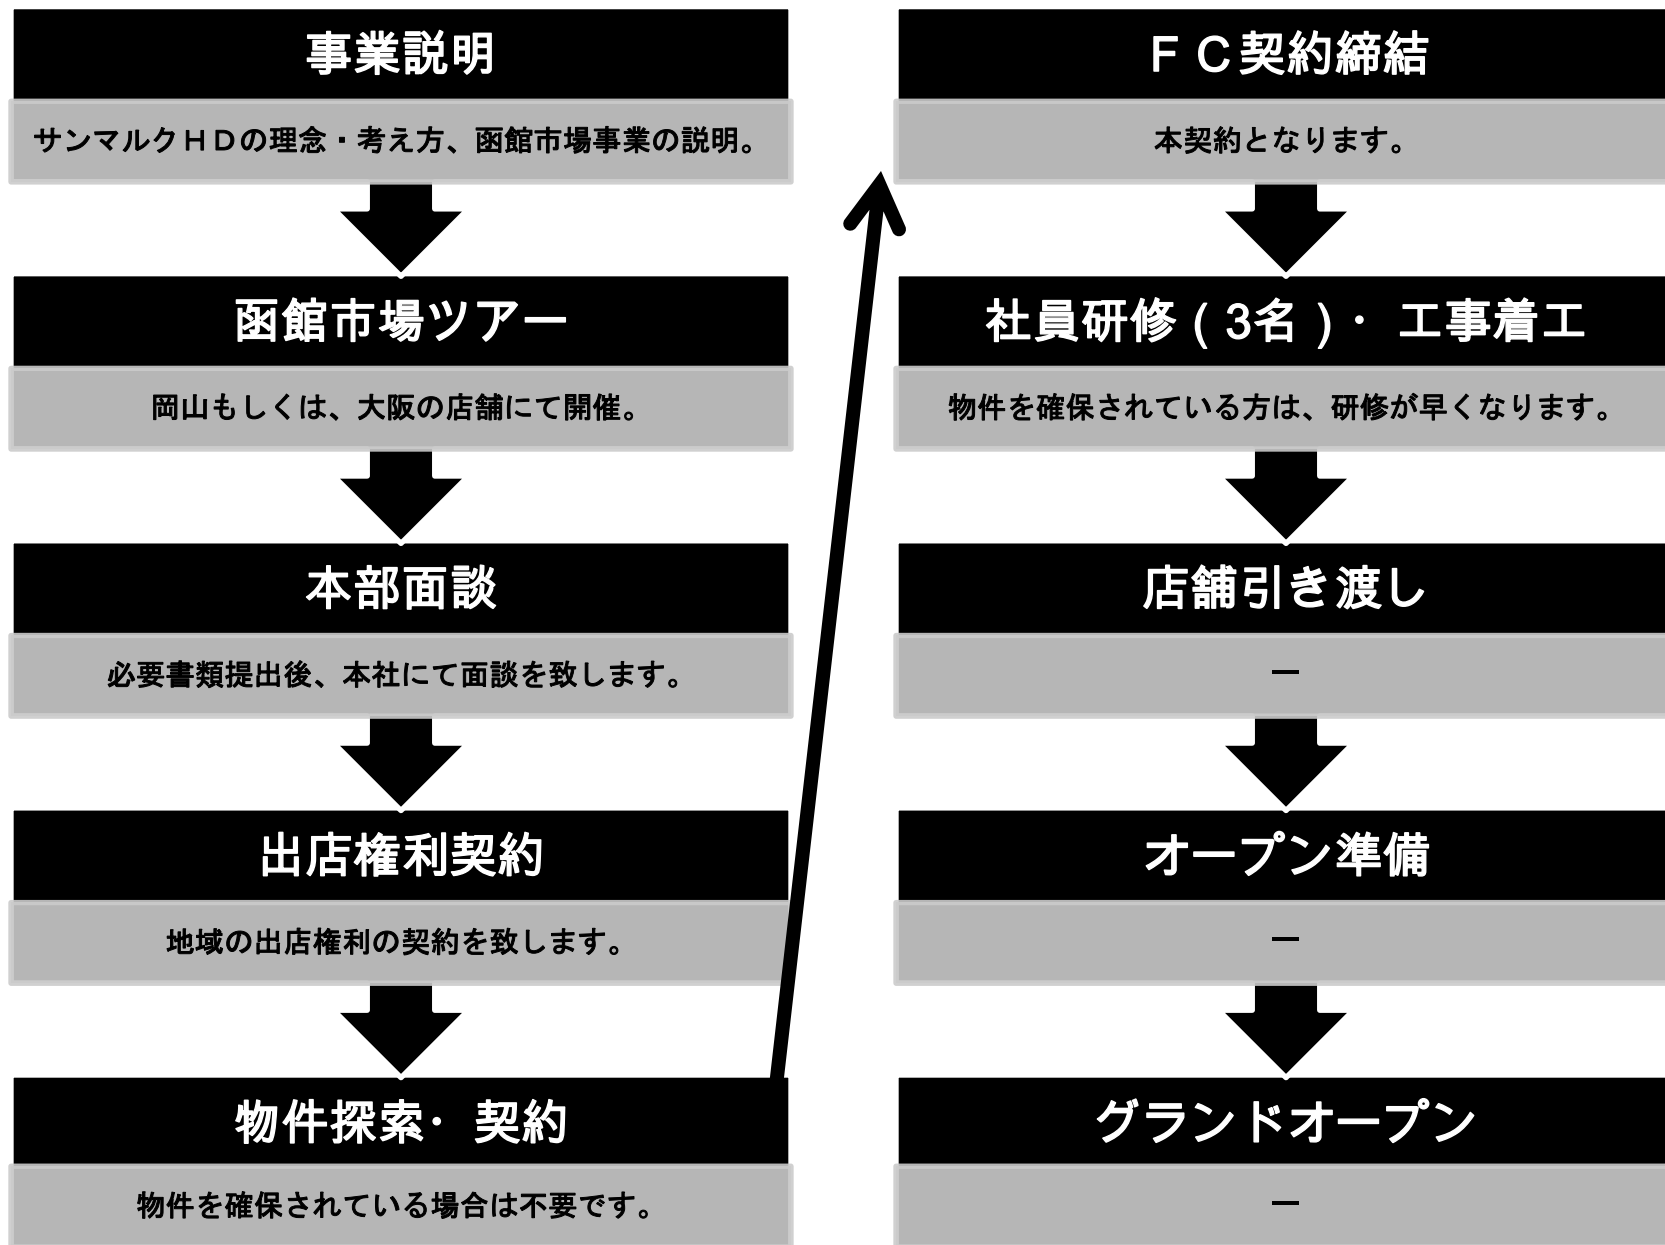 事業説明
サンマルクＨＤの理念・考え方、函館市場事業の説明。
函館市場ツアー
岡山もしくは、大阪の店舗にて開催。
本部面談
必要書類提出後、本社にて面談を致します。
出店権利契約
地域の出店権利の契約を致します。
物件探索・契約
物件を確保されている場合は不要です。
ＦＣ契約締結
本契約となります。
社員研修(3名)・工事着工
物件を確保されている方は、研修が早くなります。
店舗引き渡し
ー
オープン準備
ー
グランドオープン
ー